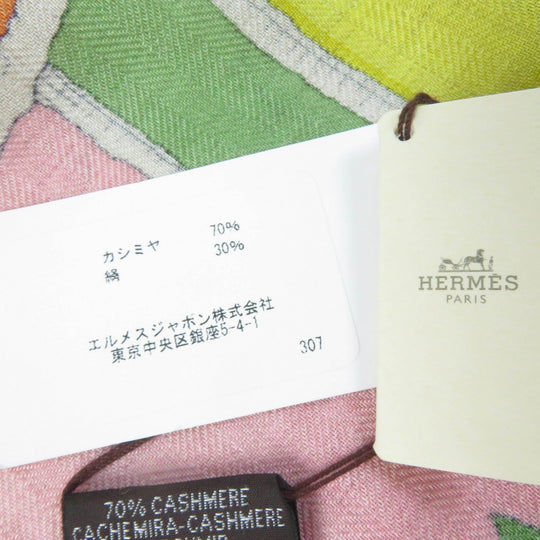 カシミヤ 70%
絹 30%
エルメスジャポン株式会社
東京中央区銀座5-4-1
307
HERMÈS
PARIS
70% CASHMERE
CACHEMIRA-CASHMERE